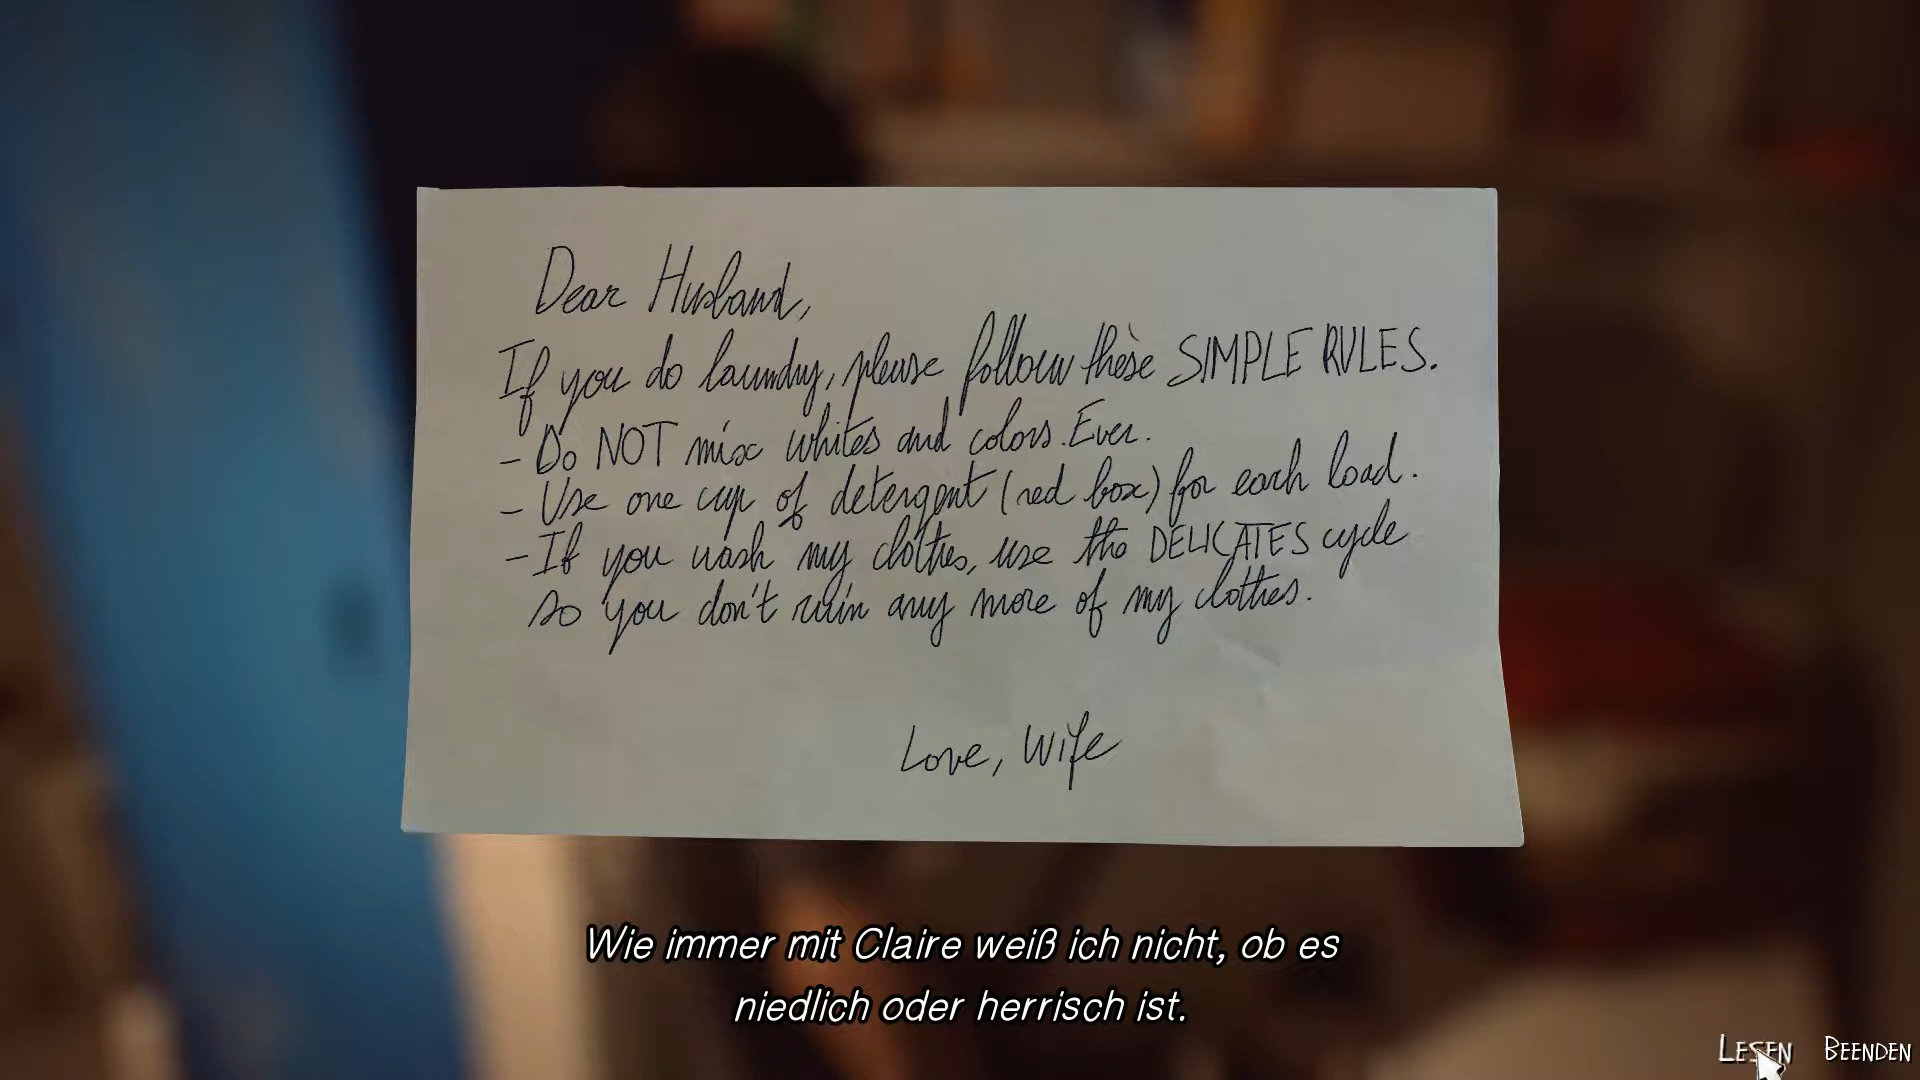 Dear Husband,
If you do laundry, please follow these SIMPLE RULES.
- Do NOT mix whites and colors. Ever.
- Use one cup of detergent (red box) for each load.
- If you wash my clothes, use the DELICATES cycle
so you don't ruin any more of my clothes.
Love, Wife
Wie immer mit Claire weiß ich nicht, ob es
niedlich oder herrisch ist.
LESEN BEENDEN